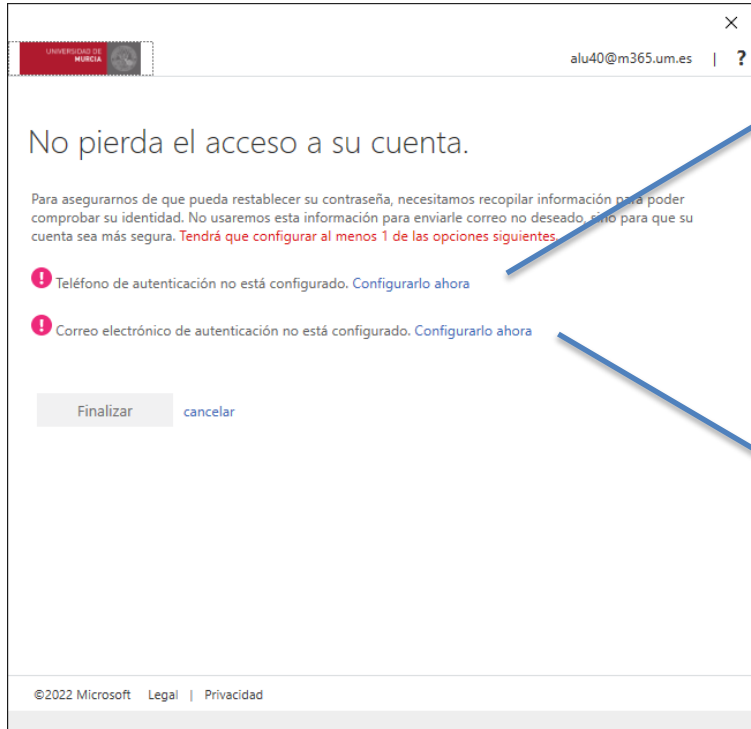 UNIVERSIDAD DE
MURCIA
alu40@m365.um.es | ?
No pierda el acceso a su cuenta.
Para asegurarnos de que pueda restablecer su contraseña, necesitamos recopilar información para poder
comprobar su identidad. No usaremos esta información para enviarle correo no deseado, sino para que su
cuenta sea más segura. Tendrá que configurar al menos 1 de las opciones siguientes.
Teléfono de autenticación no está configurado. Configurarlo ahora
Correo electrónico de autenticación no está configurado. Configurarlo ahora
Finalizar cancelar
©2022 Microsoft Legal | Privacidad